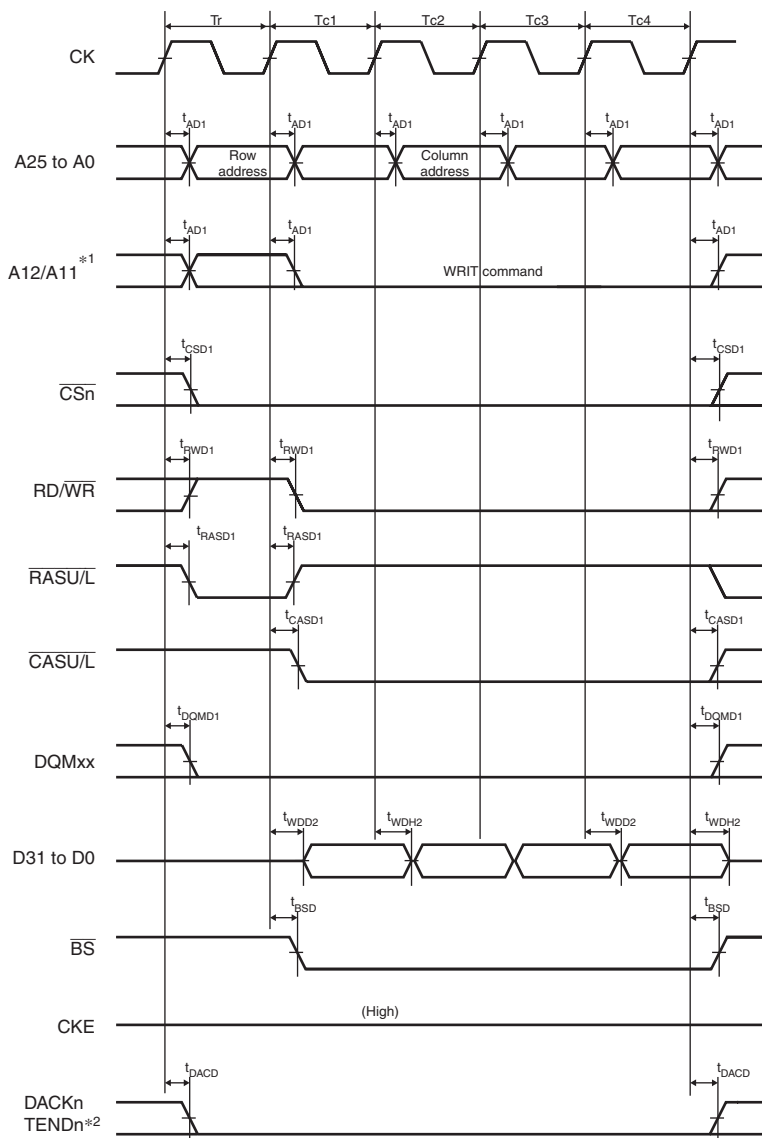 Tr Tc1 Tc2 Tc3 Tc4
CK
tAD1 tAD1 tAD1 tAD1 tAD1 tAD1
A25 to A0
Row address
Column address
tAD1 tAD1 tAD1
A12/A11*1
WRIT command
tCSD1 tCSD1
CSn
tRWD1 tRWD1 tRWD1
RD/WR
tRASD1 tRASD1
RASU/L
tCASD1 tCASD1
CASU/L
tDQMD1 tDQMD1
DQMxx
tWDD2 tWDH2 tWDD2 tWDH2
D31 to D0
tBSD tBSD
BS
(High)
CKE
tDACD tDACD
DACKn
TENDn*2